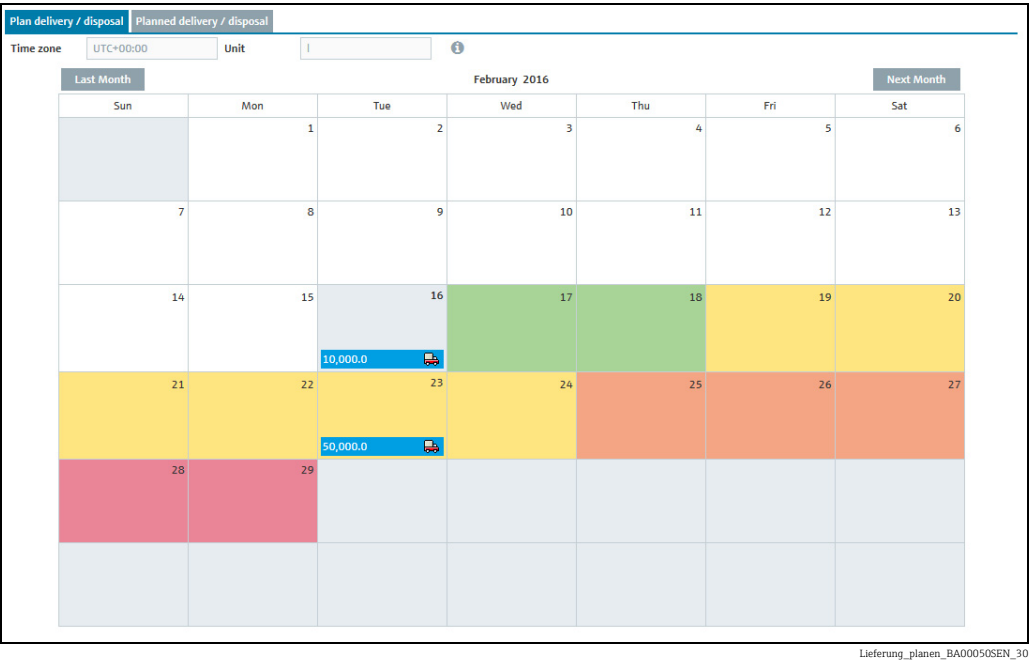 Plan delivery / disposal Planned delivery / disposal
Time zone UTC+00:00 Unit l
Last Month February 2016 Next Month
Sun Mon Tue Wed Thu Fri Sat
1 2 3 4 5 6
7 8 9 10 11 12 13
14 15 16 17 18 19 20
10,000.0
21 22 23 24 25 26 27
50,000.0
28 29
Lieferung_planen_BA00050SEN_30